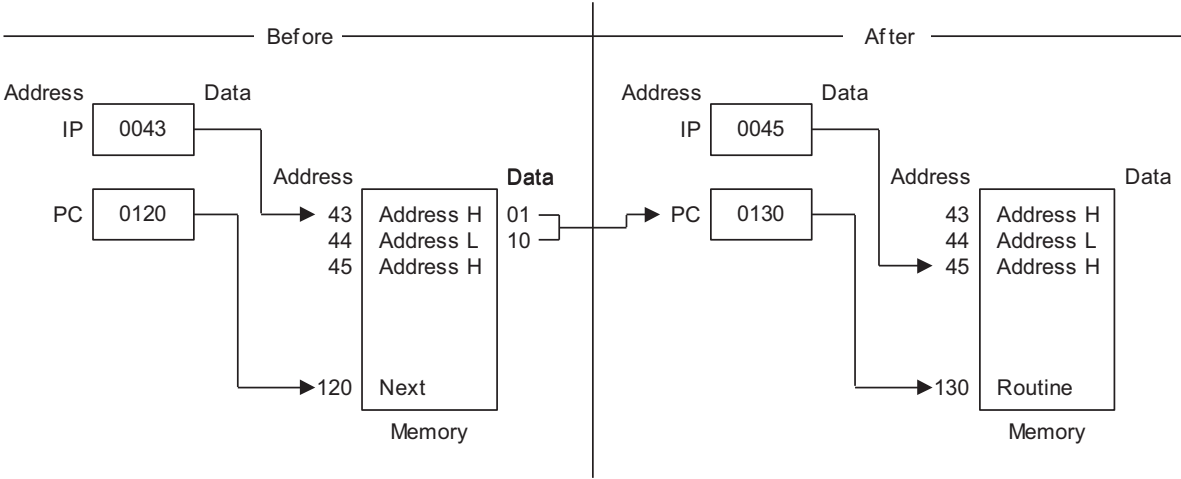 Before
Address Data
IP 0043
Address Data
PC 0120
43 Address H 01
44 Address L 10
45 Address H
120 Next
Memory
After
Address Data
IP 0045
Address Data
PC 0130
43 Address H
44 Address L
45 Address H
130 Routine
Memory